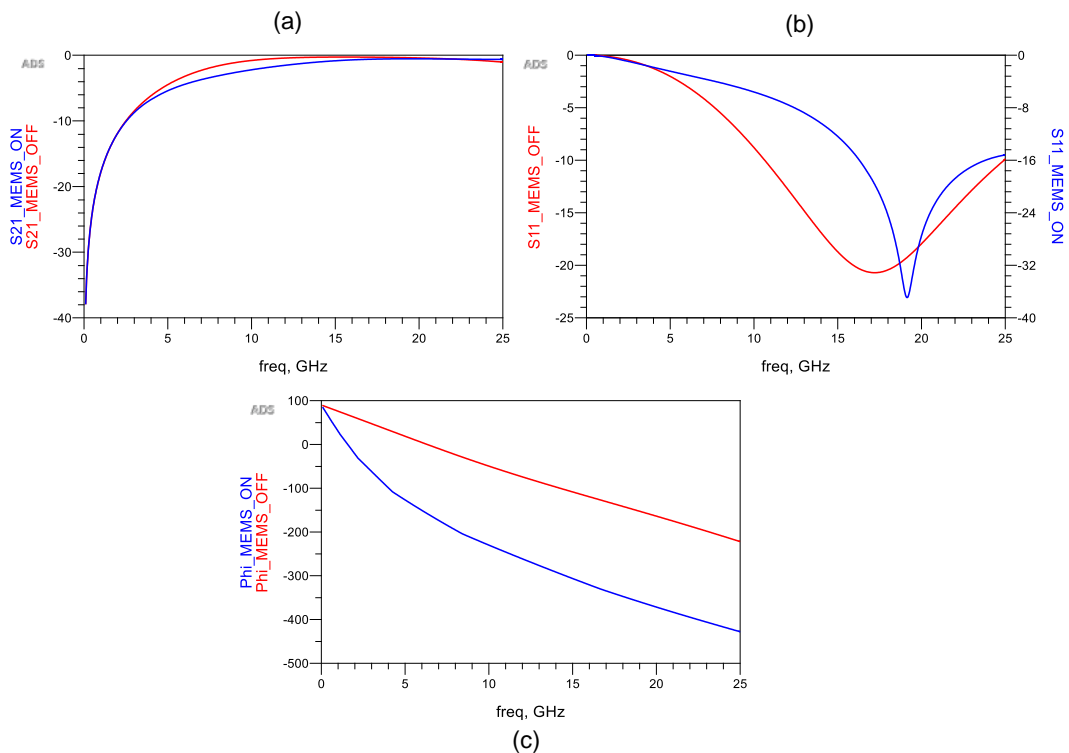 (a)
ADS
S21_MEMS_ON
S21_MEMS_OFF
0
-10
-20
-30
-40
0 5 10 15 20 25
freq, GHz
(b)
ADS
S11_MEMS_OFF
0
-5
-10
-15
-20
-25
0
-8
-16
-24
-32
-40
S11_MEMS_ON
0 5 10 15 20 25
freq, GHz
ADS
Phi_MEMS_ON
Phi_MEMS_OFF
100
0
-100
-200
-300
-400
-500
0 5 10 15 20 25
freq, GHz
(c)